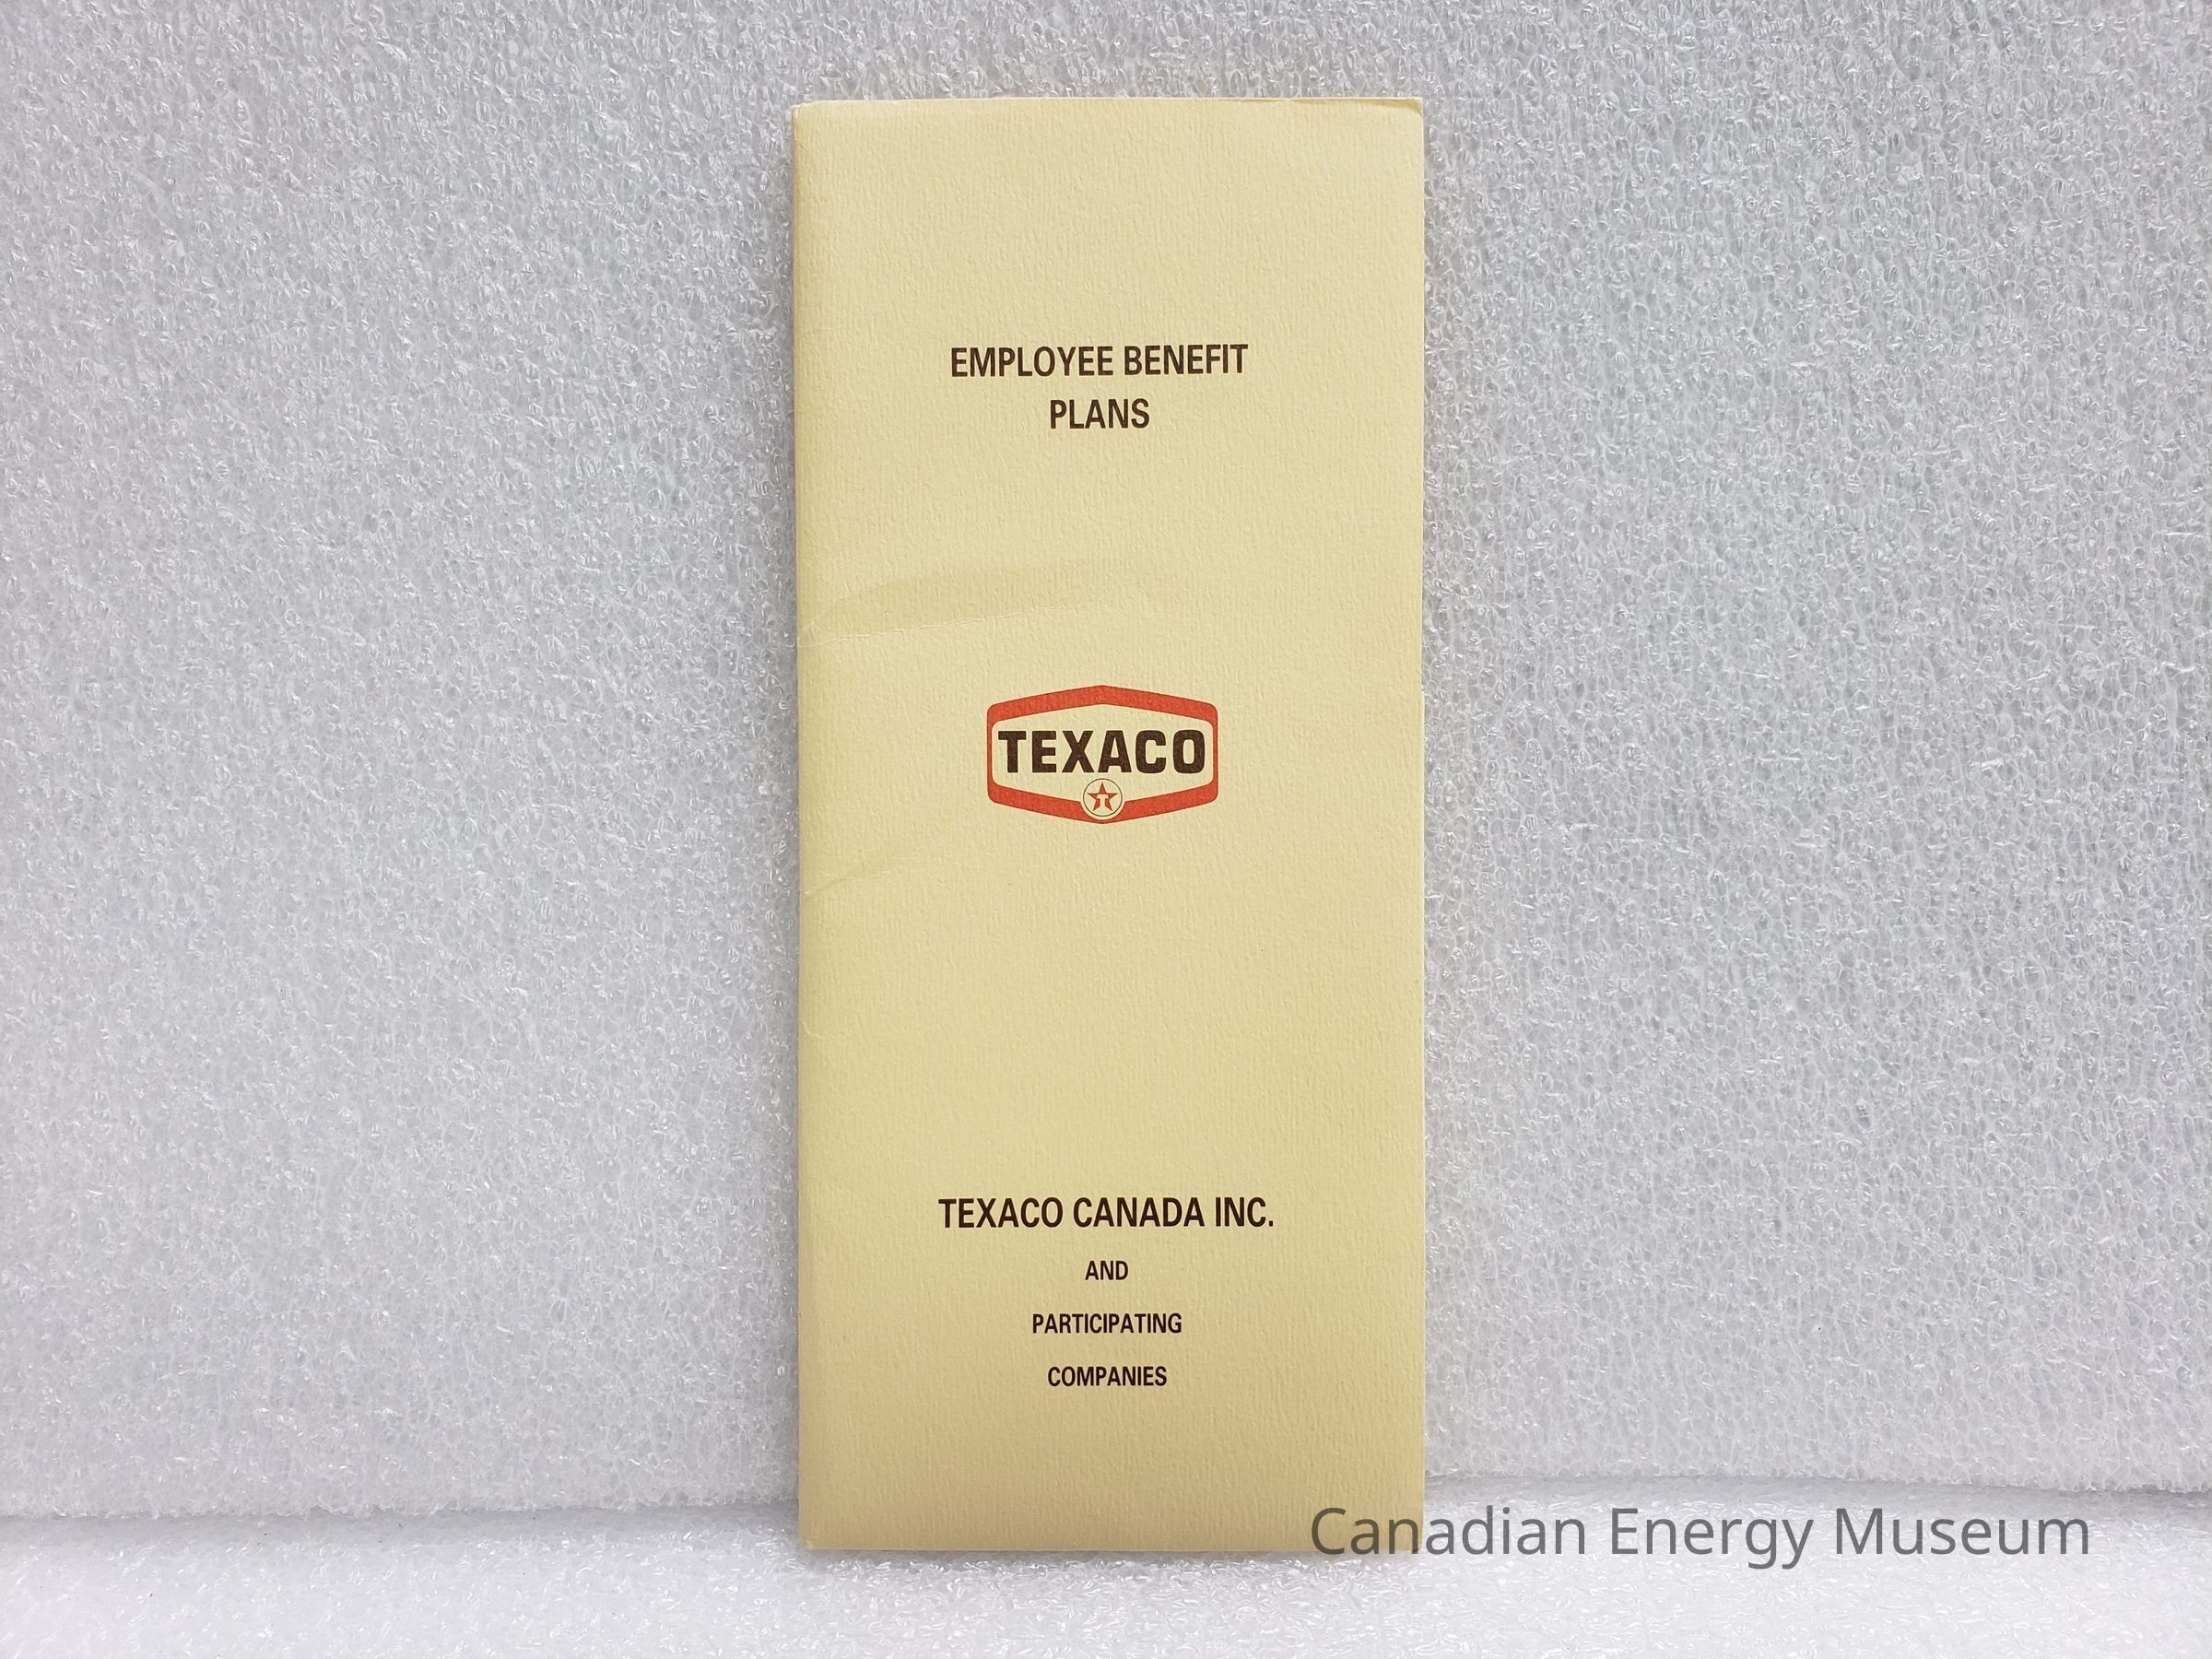 EMPLOYEE BENEFIT
PLANS
TEXACO
T
TEXACO CANADA INC.
AND
PARTICIPATING
COMPANIES
Canadian Energy Museum